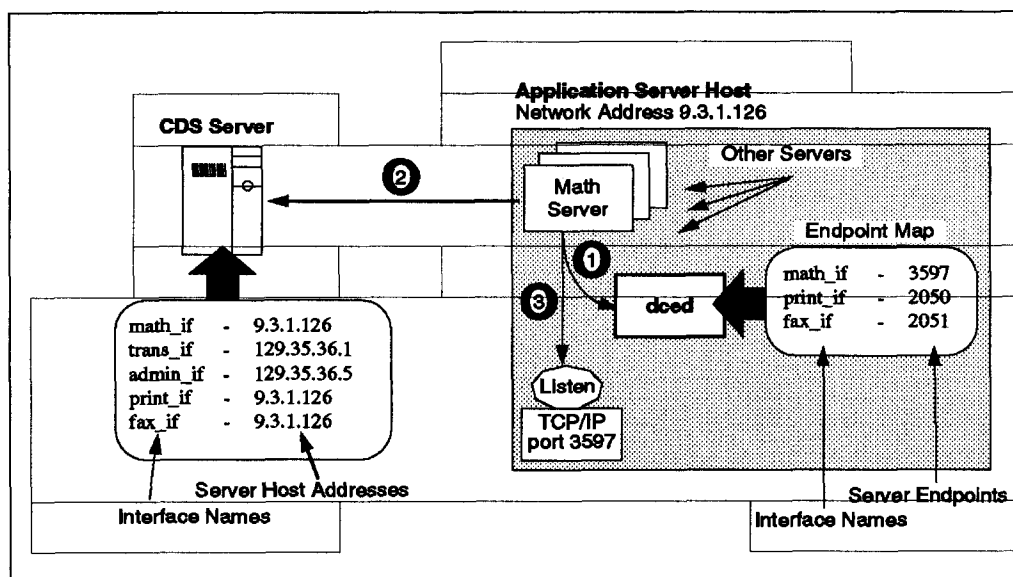 Application Server Host
Network Address 9.3.1.126
CDS Server
Other Servers
2
Math
Server
Endpoint Map
1
math_if - 3597
print_if - 2050
fax_if - 2051
dced
3
math_if - 9.3.1.126
trans_if - 129.35.36.1
admin_if - 129.35.36.5
print_if - 9.3.1.126
fax_if - 9.3.1.126
Listen
TCP/IP
port 3597
Server Host Addresses
Interface Names
Server Endpoints
Interface Names